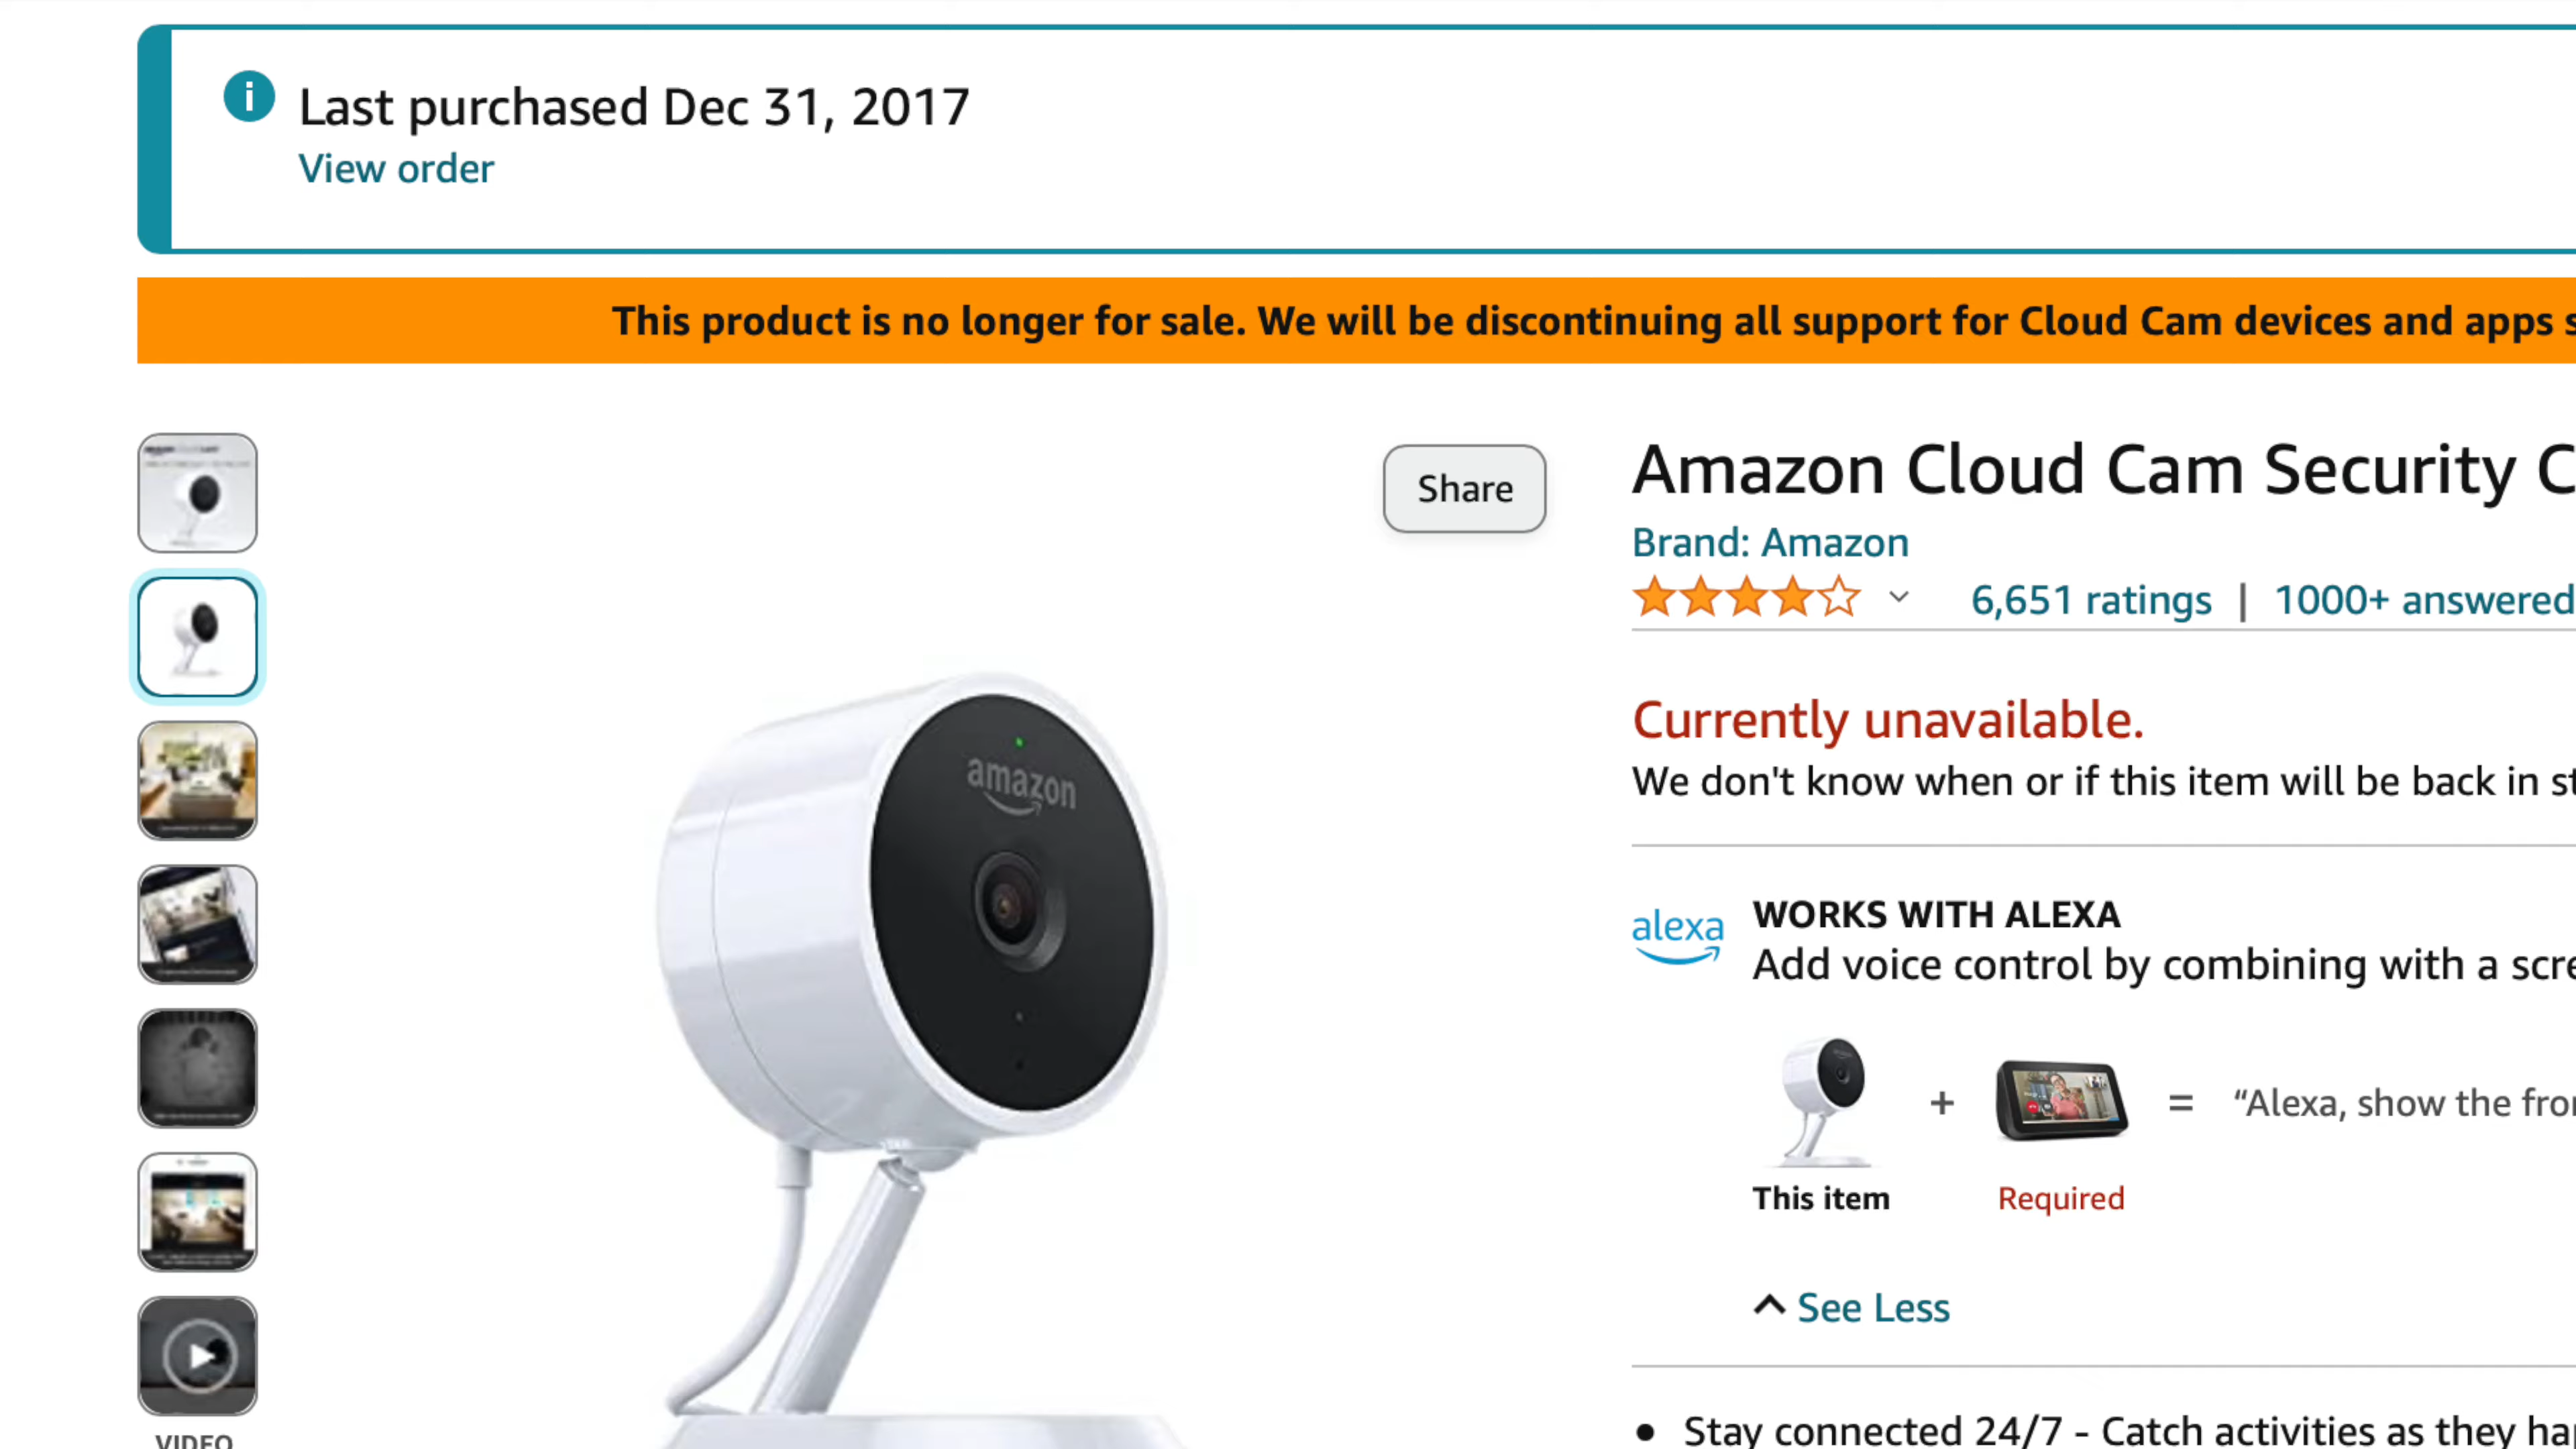 Last purchased Dec 31, 2017
View order
This product is no longer for sale. We will be discontinuing all support for Cloud Cam devices and apps s
Share
Amazon Cloud Cam Security C
Brand: Amazon
6,651 ratings | 1000+ answered
amazon
Currently unavailable.
We don't know when or if this item will be back in st
alexa
WORKS WITH ALEXA
Add voice control by combining with a scre
+ = “Alexa, show the fron
This item
Required
See Less
• Stay connected 24/7 - Catch activities as they ha
VIDEO